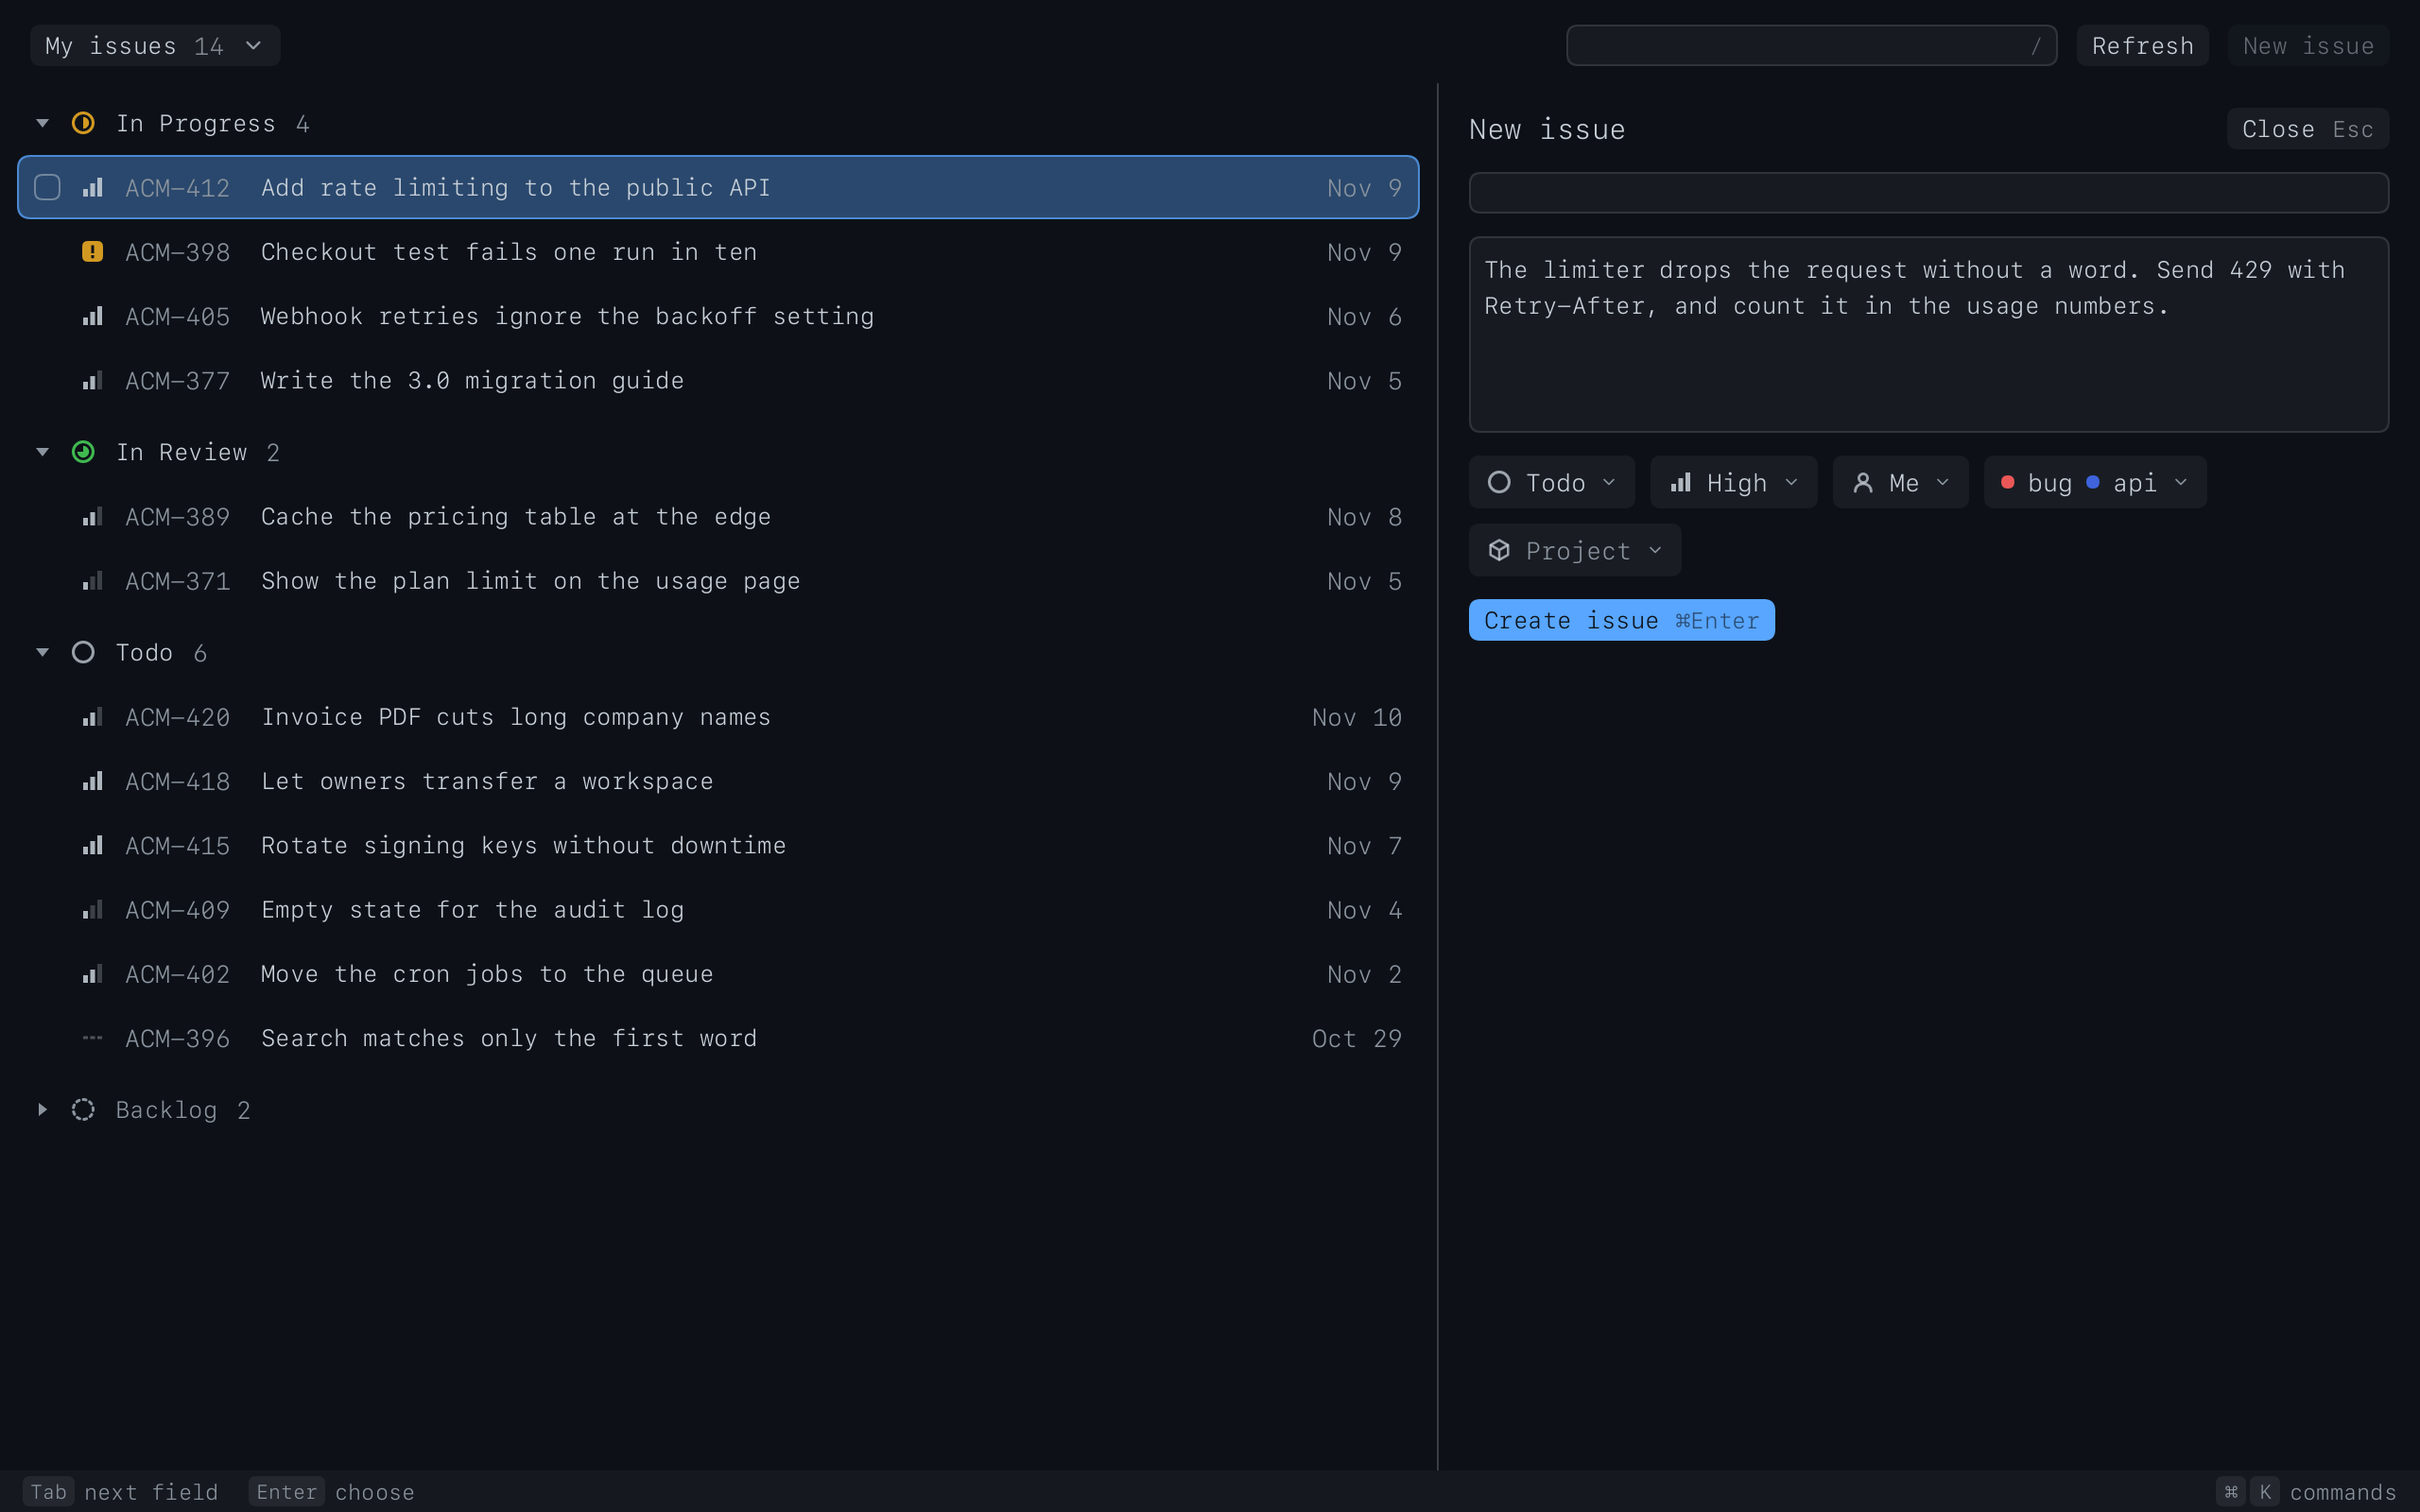 My issues 14
/
Refresh
New issue
In Progress 4
ACM-412 Add rate limiting to the public API Nov 9
ACM-398 Checkout test fails one run in ten Nov 9
ACM-405 Webhook retries ignore the backoff setting Nov 6
ACM-377 Write the 3.0 migration guide Nov 5
In Review 2
ACM-389 Cache the pricing table at the edge Nov 8
ACM-371 Show the plan limit on the usage page Nov 5
Todo 6
ACM-420 Invoice PDF cuts long company names Nov 10
ACM-418 Let owners transfer a workspace Nov 9
ACM-415 Rotate signing keys without downtime Nov 7
ACM-409 Empty state for the audit log Nov 4
ACM-402 Move the cron jobs to the queue Nov 2
ACM-396 Search matches only the first word Oct 29
Backlog 2
New issue
Close Esc
The limiter drops the request without a word. Send 429 with
Retry-After, and count it in the usage numbers.
Todo High Me bug api
Project
Create issue ⌘Enter
Tab next field Enter choose
⌘ K commands